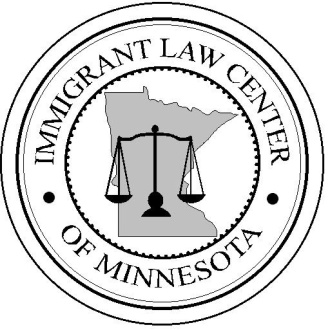 IMMIGRANT LAW CENTER
OF MINNESOTA